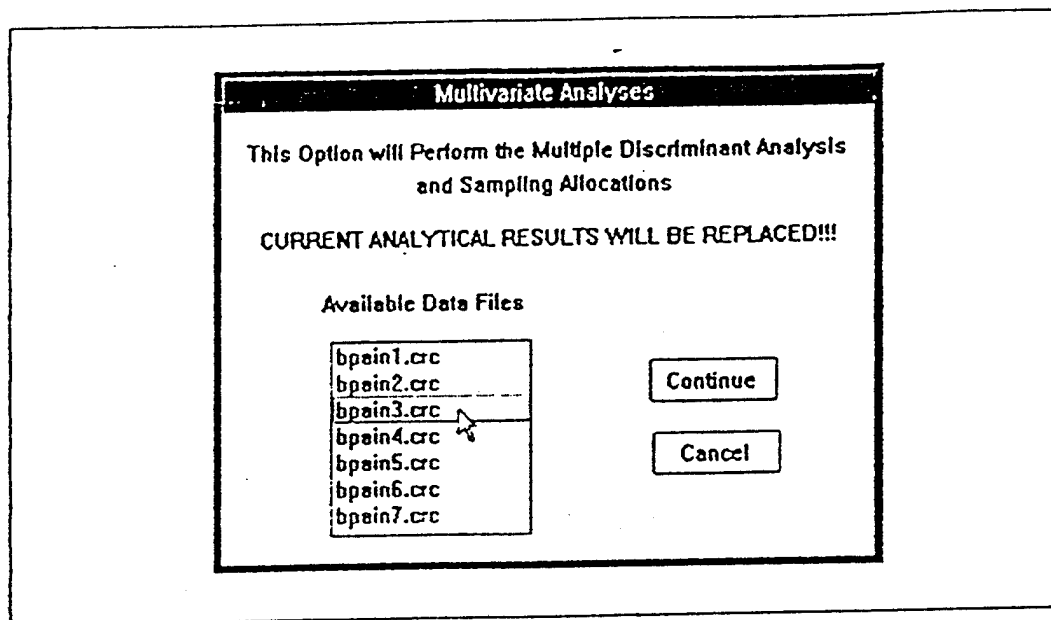 Multivariate Analyses
This Option will Perform the Multiple Discriminant Analysis
and Sampling Allocations
CURRENT ANALYTICAL RESULTS WILL BE REPLACED!!!
Available Data Files
bpain1.crc
bpain2.crc
bpain3.crc
bpain4.crc
bpain5.crc
bpain6.crc
bpain7.crc
Continue
Cancel